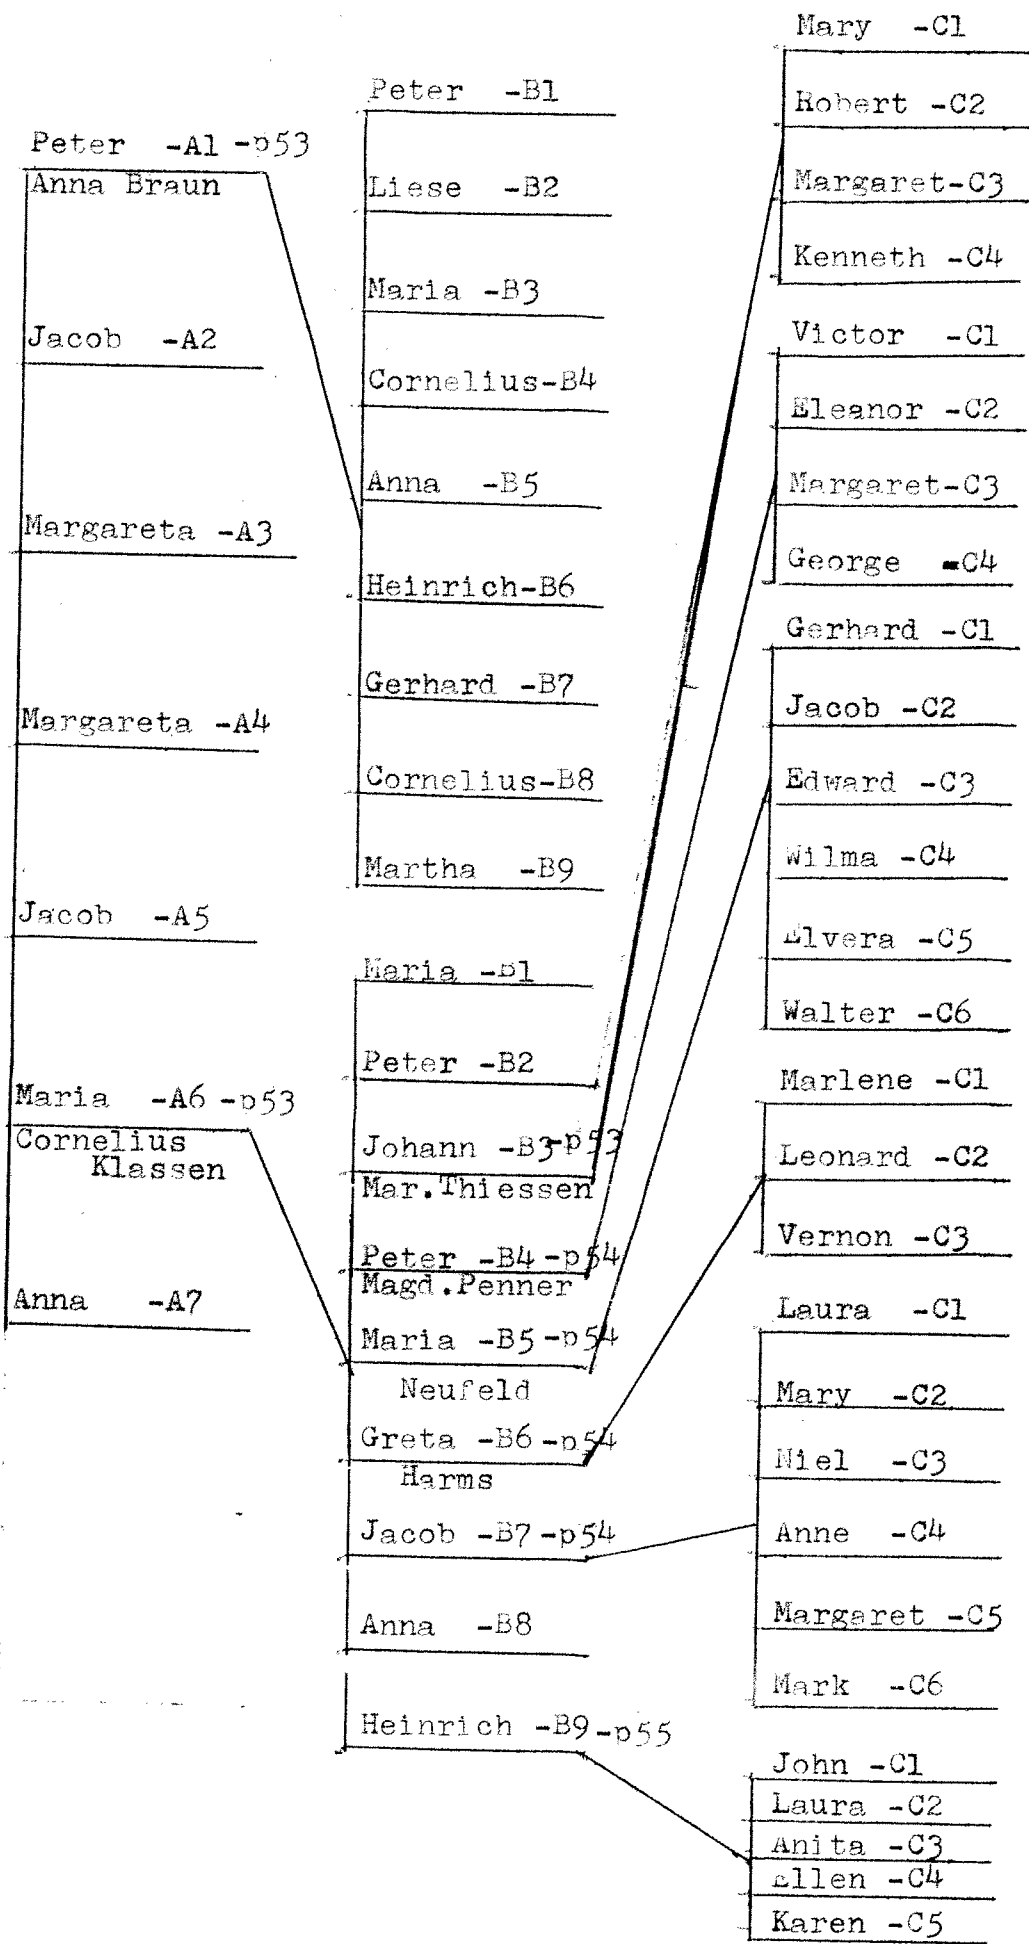 Peter -A1 -p53
Anna Braun
Jacob -A2
Margareta -A3
Margareta -A4
Jacob -A5
Maria -A6 -p53
Cornelius
Klassen
Anna -A7
Peter -B1
Liese -B2
Maria -B3
Cornelius-B4
Anna -B5
Heinrich-B6
Gerhard -B7
Cornelius-B8
Martha -B9
Maria -B1
Peter -B2
Johann -B3-p53
Mar.Thiessen
Peter -B4 -p54
Magd.Penner
Maria -B5 -p54
Neufeld
Greta -B6 -p54
Harms
Jacob -B7 -p54
Anna -B8
Heinrich -B9 -p55
Mary -C1
Robert -C2
Margaret-C3
Kenneth -C4
Victor -C1
Eleanor -C2
Margaret-C3
George -C4
Gerhard -C1
Jacob -C2
Edward -C3
Wilma -C4
Elvera -C5
Walter -C6
Marlene -C1
Leonard -C2
Vernon -C3
Laura -C1
Mary -C2
Niel -C3
Anne -C4
Margaret -C5
Mark -C6
John -C1
Laura -C2
Anita -C3
Ellen -C4
Karen -C5